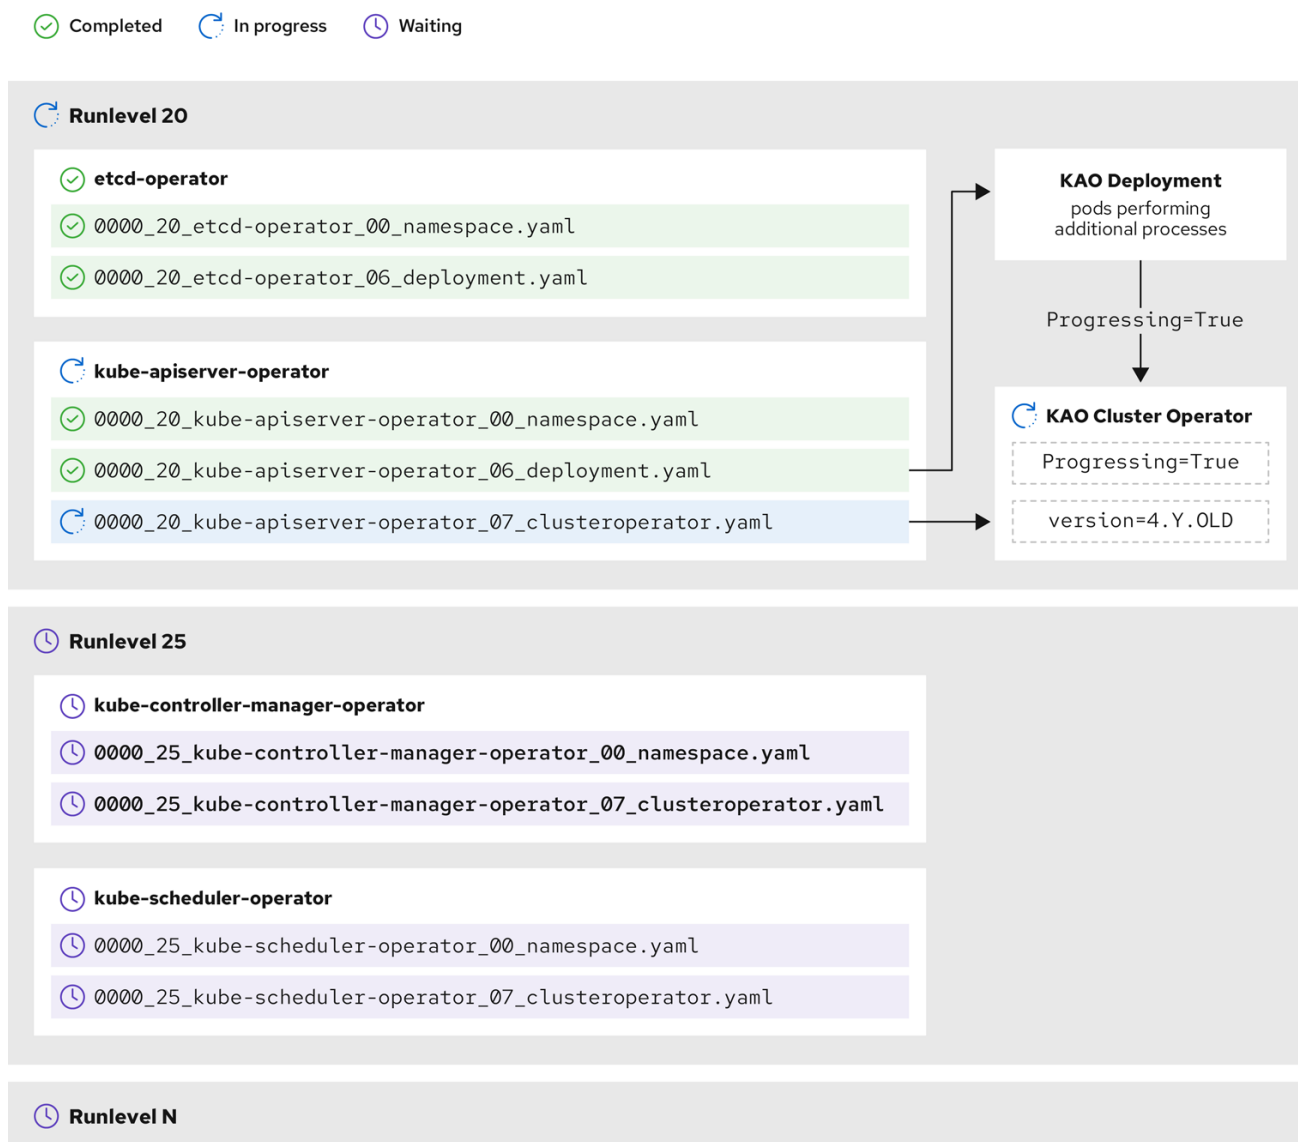 Completed
In progress
Waiting
Runlevel 20
etcd-operator
0000_20_etcd-operator_00_namespace.yaml
0000_20_etcd-operator_06_deployment.yaml
kube-apiserver-operator
0000_20_kube-apiserver-operator_00_namespace.yaml
0000_20_kube-apiserver-operator_06_deployment.yaml
0000_20_kube-apiserver-operator_07_clusteroperator.yaml
KAO Deployment
pods performing
additional processes
Progressing=True
KAO Cluster Operator
Progressing=True
version=4.Y.OLD
Runlevel 25
kube-controller-manager-operator
0000_25_kube-controller-manager-operator_00_namespace.yaml
0000_25_kube-controller-manager-operator_07_clusteroperator.yaml
kube-scheduler-operator
0000_25_kube-scheduler-operator_00_namespace.yaml
0000_25_kube-scheduler-operator_07_clusteroperator.yaml
Runlevel N